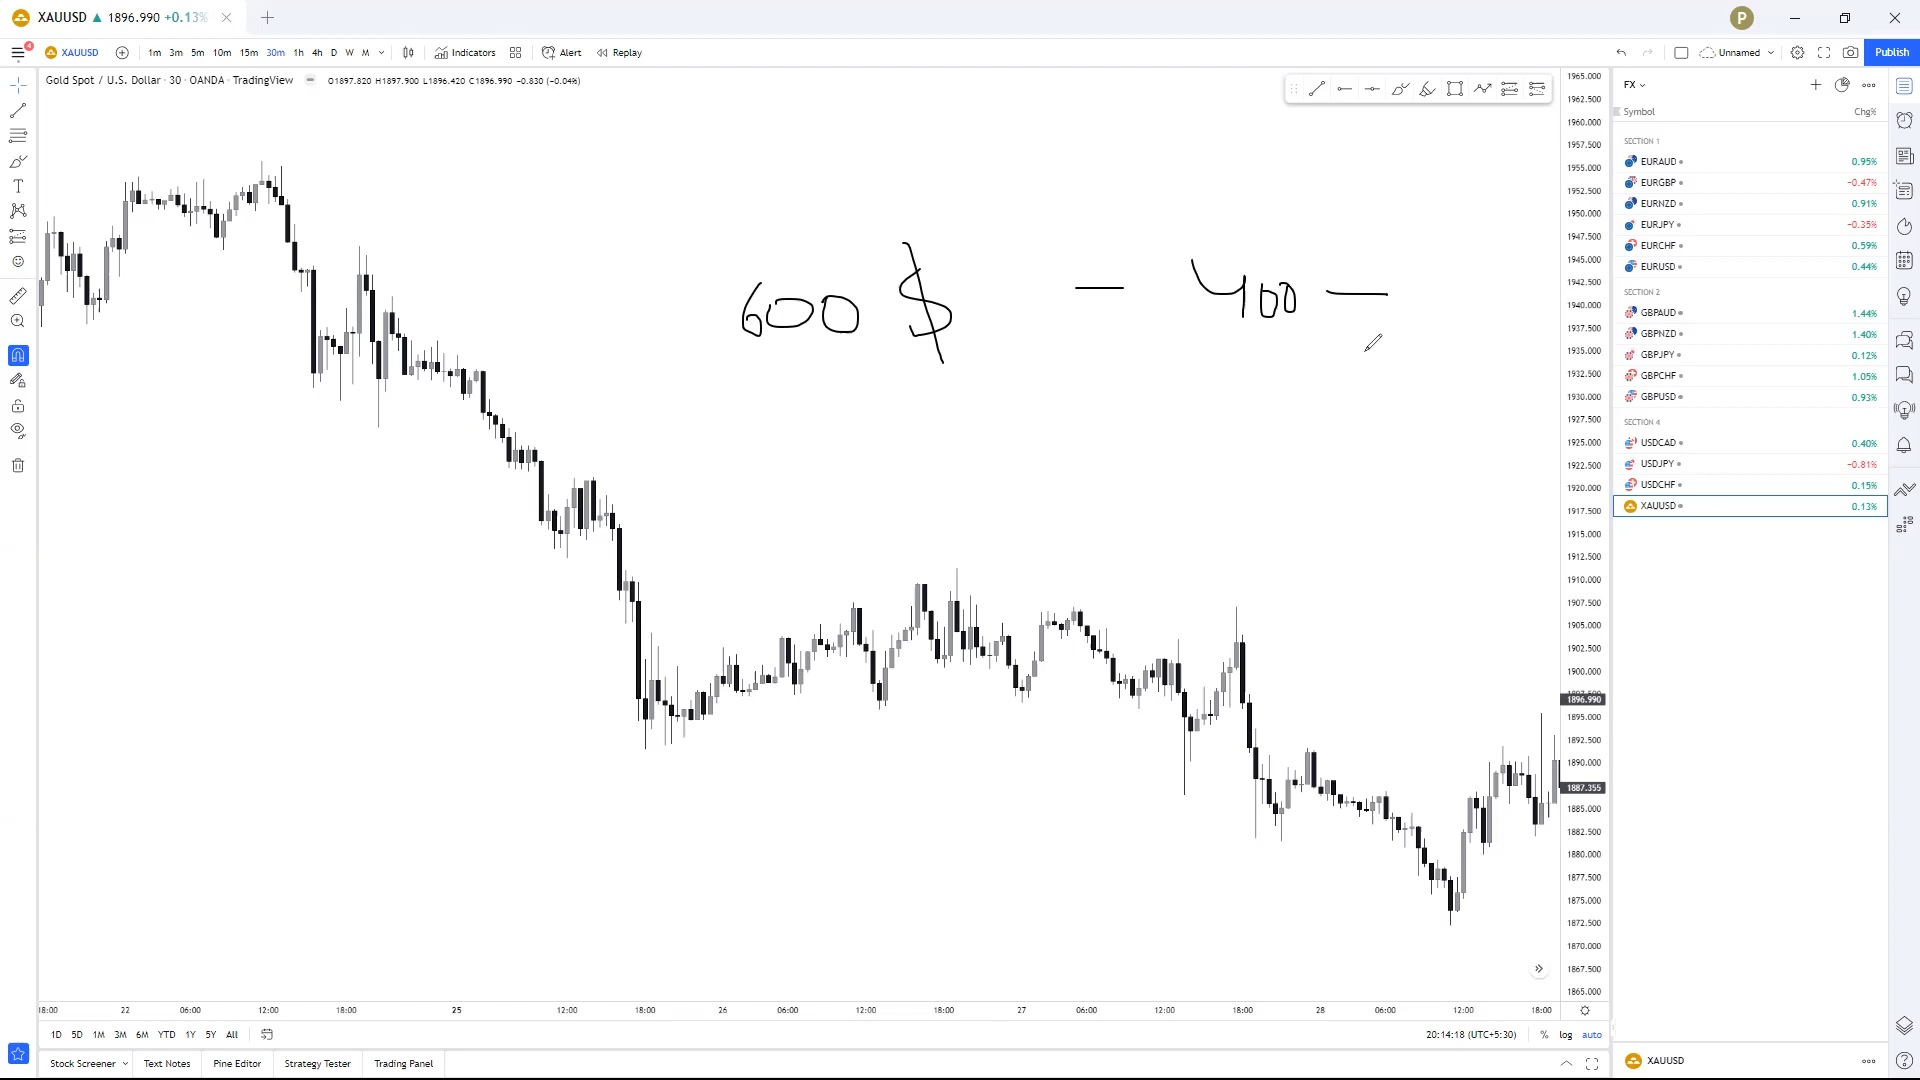 XAUUSD ▲ 1896.990 +0.13%
P
4
XAUUSD 1m 3m 5m 10m 15m 30m 1h 4h D W M Indicators Alert Replay Unnamed Publish
Gold Spot / U.S. Dollar · 30 · OANDA · TradingView O1897.820 H1897.900 L1896.420 C1896.990 −0.830 (−0.04%)
600 $ — 400 —
1965.000
1962.500
1960.000
1957.500
1955.000
1952.500
1950.000
1947.500
1945.000
1942.500
1940.000
1937.500
1935.000
1932.500
1930.000
1927.500
1925.000
1922.500
1920.000
1917.500
1915.000
1912.500
1910.000
1907.500
1905.000
1902.500
1900.000
1896.990
1895.000
1892.500
1890.000
1887.355
1885.000
1882.500
1880.000
1877.500
1875.000
1872.500
1870.000
1867.500
1865.000
18:00 22 06:00 12:00 18:00 25 12:00 18:00 26 06:00 12:00 18:00 27 06:00 12:00 18:00 28 06:00 12:00 18:00
1D 5D 1M 3M 6M YTD 1Y 5Y All 20:14:18 (UTC+5:30) % log auto
Stock Screener Text Notes Pine Editor Strategy Tester Trading Panel
FX
Symbol Chg%
SECTION 1
EURAUD 0.95%
EURGBP −0.47%
EURNZD 0.91%
EURJPY −0.35%
EURCHF 0.59%
EURUSD 0.44%
SECTION 2
GBPAUD 1.44%
GBPNZD 1.40%
GBPJPY 0.12%
GBPCHF 1.05%
GBPUSD 0.93%
SECTION 4
USDCAD 0.40%
USDJPY −0.81%
USDCHF 0.15%
XAUUSD 0.13%
XAUUSD